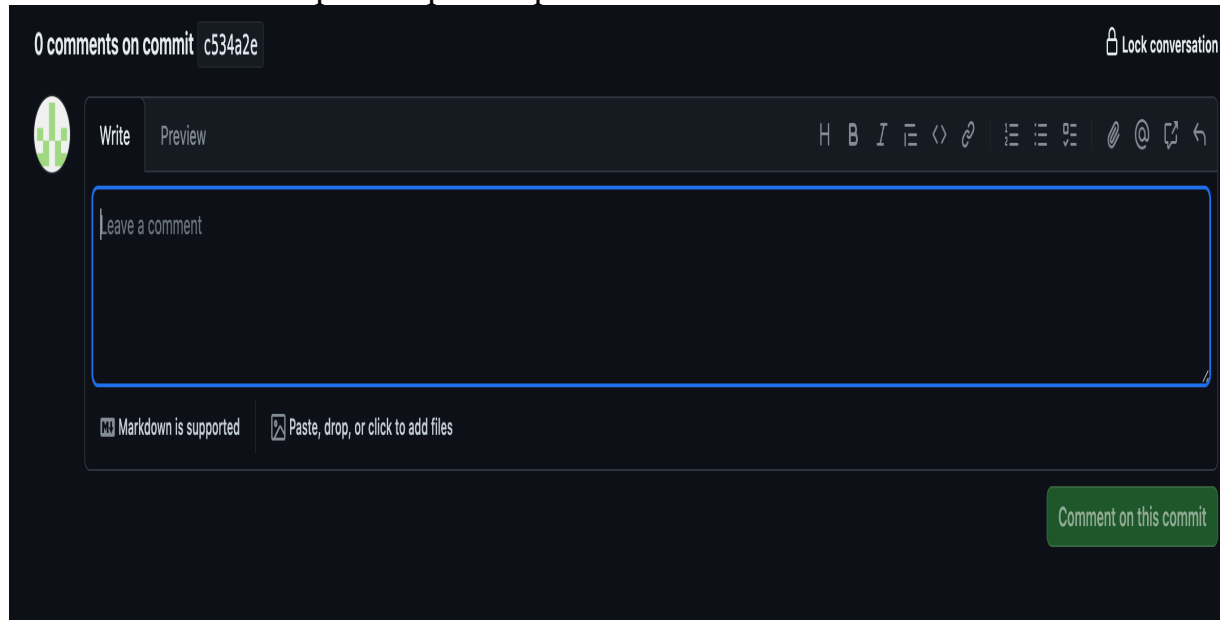 0 comments on commit c534a2e
Lock conversation
Write Preview
H B I @
Leave a comment
Markdown is supported Paste, drop, or click to add files
Comment on this commit